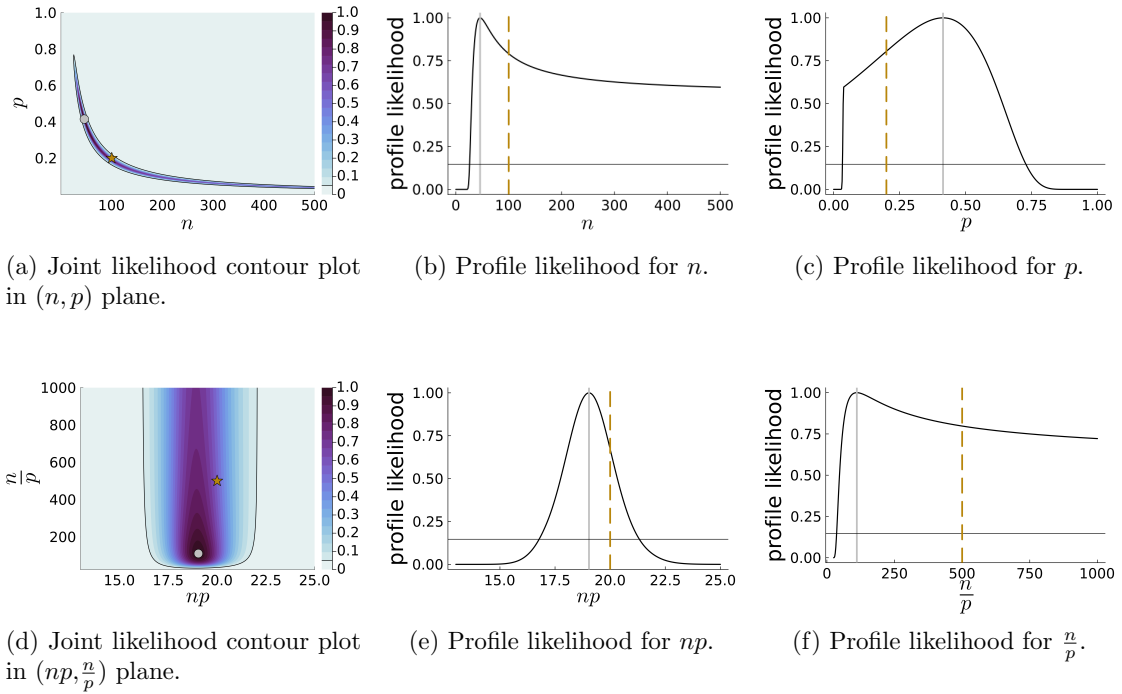 1.0
0.8
0.6
0.4
0.2
p
100 200 300 400 500
n
1.0
0.9
0.8
0.7
0.6
0.5
0.4
0.3
0.2
0.1
0
profile likelihood
1.00
0.75
0.50
0.25
0.00
0 100 200 300 400 500
n
profile likelihood
1.00
0.75
0.50
0.25
0.00
0.00 0.25 0.50 0.75 1.00
p
(a) Joint likelihood contour plot
in (n, p) plane.
(b) Profile likelihood for n.
(c) Profile likelihood for p.
1000
800
600
400
200
n/p
15.0 17.5 20.0 22.5 25.0
np
1.0
0.9
0.8
0.7
0.6
0.5
0.4
0.3
0.2
0.1
0
profile likelihood
1.00
0.75
0.50
0.25
0.00
15.0 17.5 20.0 22.5 25.0
np
profile likelihood
1.00
0.75
0.50
0.25
0.00
0 250 500 750 1000
n/p
(d) Joint likelihood contour plot
in (np, n/p) plane.
(e) Profile likelihood for np.
(f) Profile likelihood for n/p.